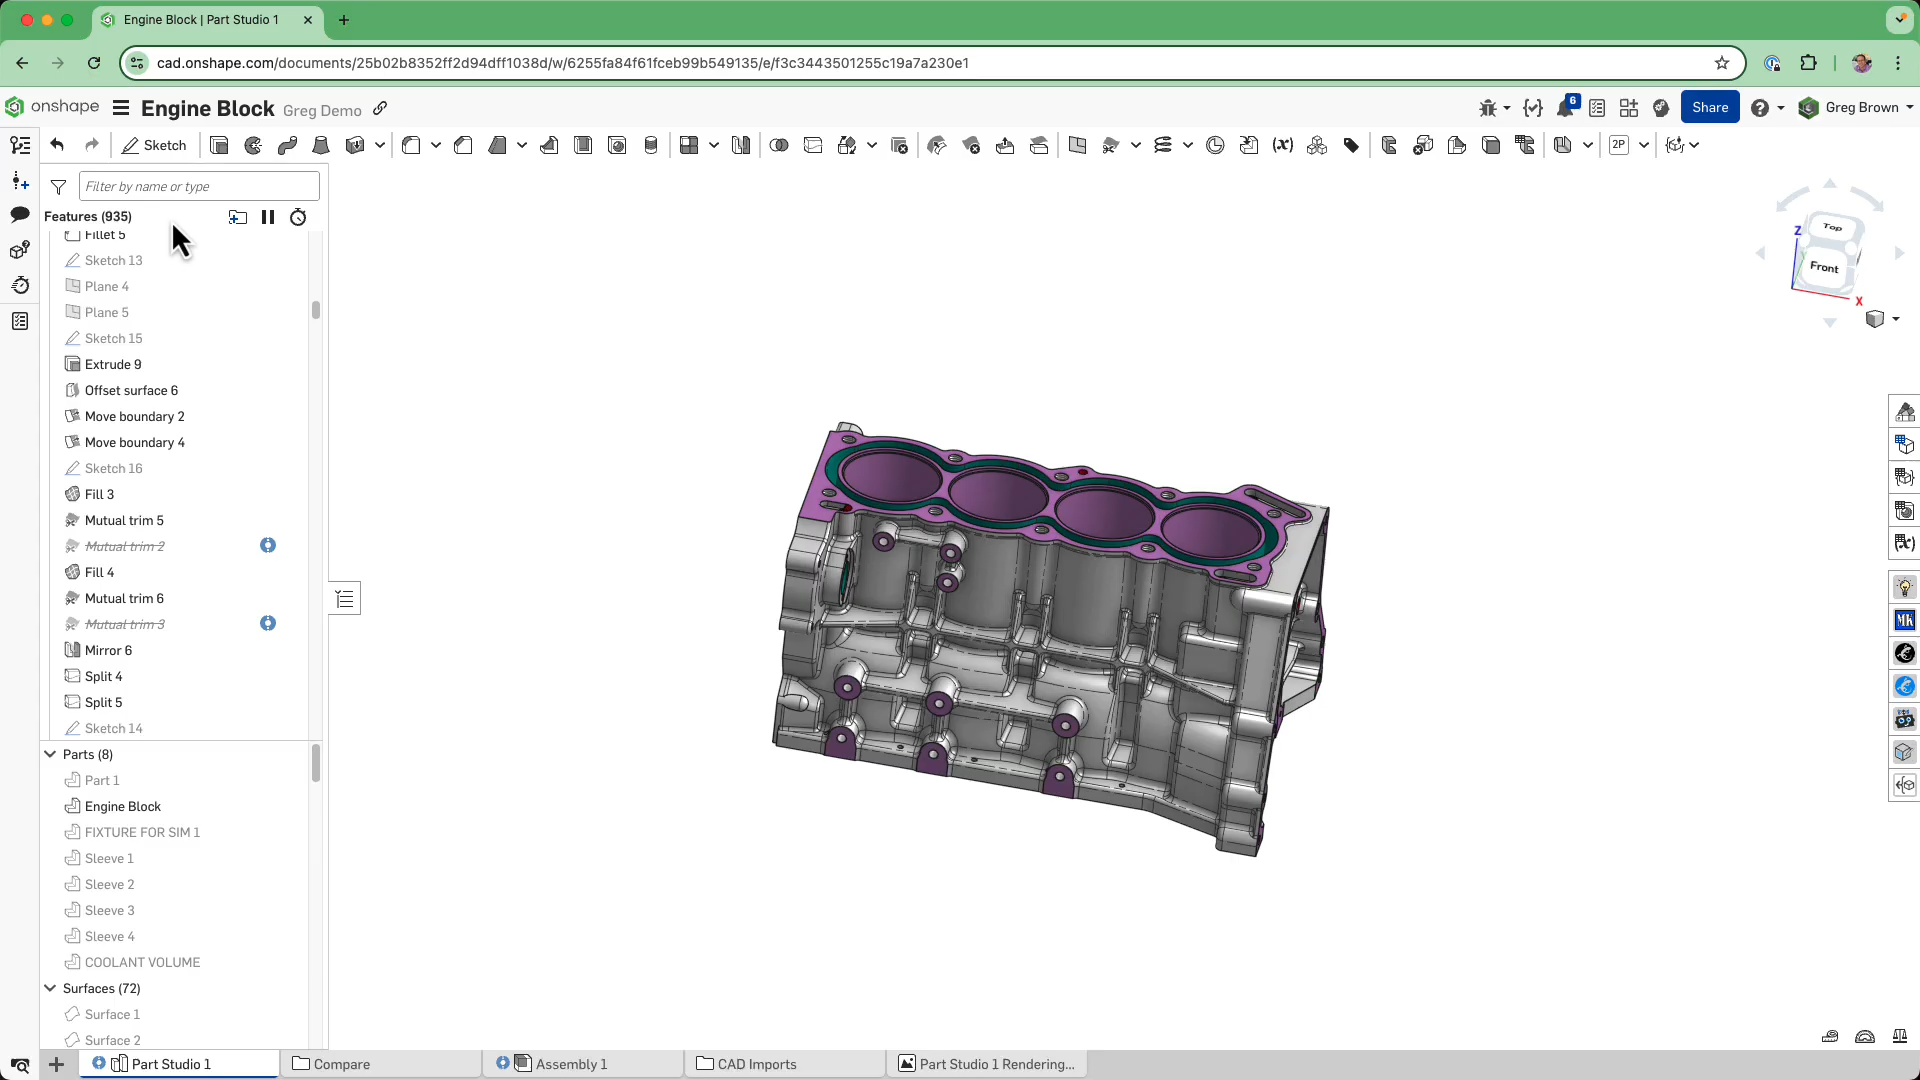 Engine Block | Part Studio 1
cad.onshape.com/documents/25b02b8352ff2d94dff1038d/w/6255fa84f61fceb99b549135/e/f3c3443501255c19a7a230e1
onshape Engine Block Greg Demo
6
Share
Greg Brown
Sketch
(x)
2P
Filter by name or type
Features (935)
Fillet 5
Sketch 13
Plane 4
Plane 5
Sketch 15
Extrude 9
Offset surface 6
Move boundary 2
Move boundary 4
Sketch 16
Fill 3
Mutual trim 5
Mutual trim 2
Fill 4
Mutual trim 6
Mutual trim 3
Mirror 6
Split 4
Split 5
Sketch 14
Parts (8)
Part 1
Engine Block
FIXTURE FOR SIM 1
Sleeve 1
Sleeve 2
Sleeve 3
Sleeve 4
COOLANT VOLUME
Surfaces (72)
Surface 1
Surface 2
Top
Z
Front
X
MK
Part Studio 1
Compare
Assembly 1
CAD Imports
Part Studio 1 Rendering...